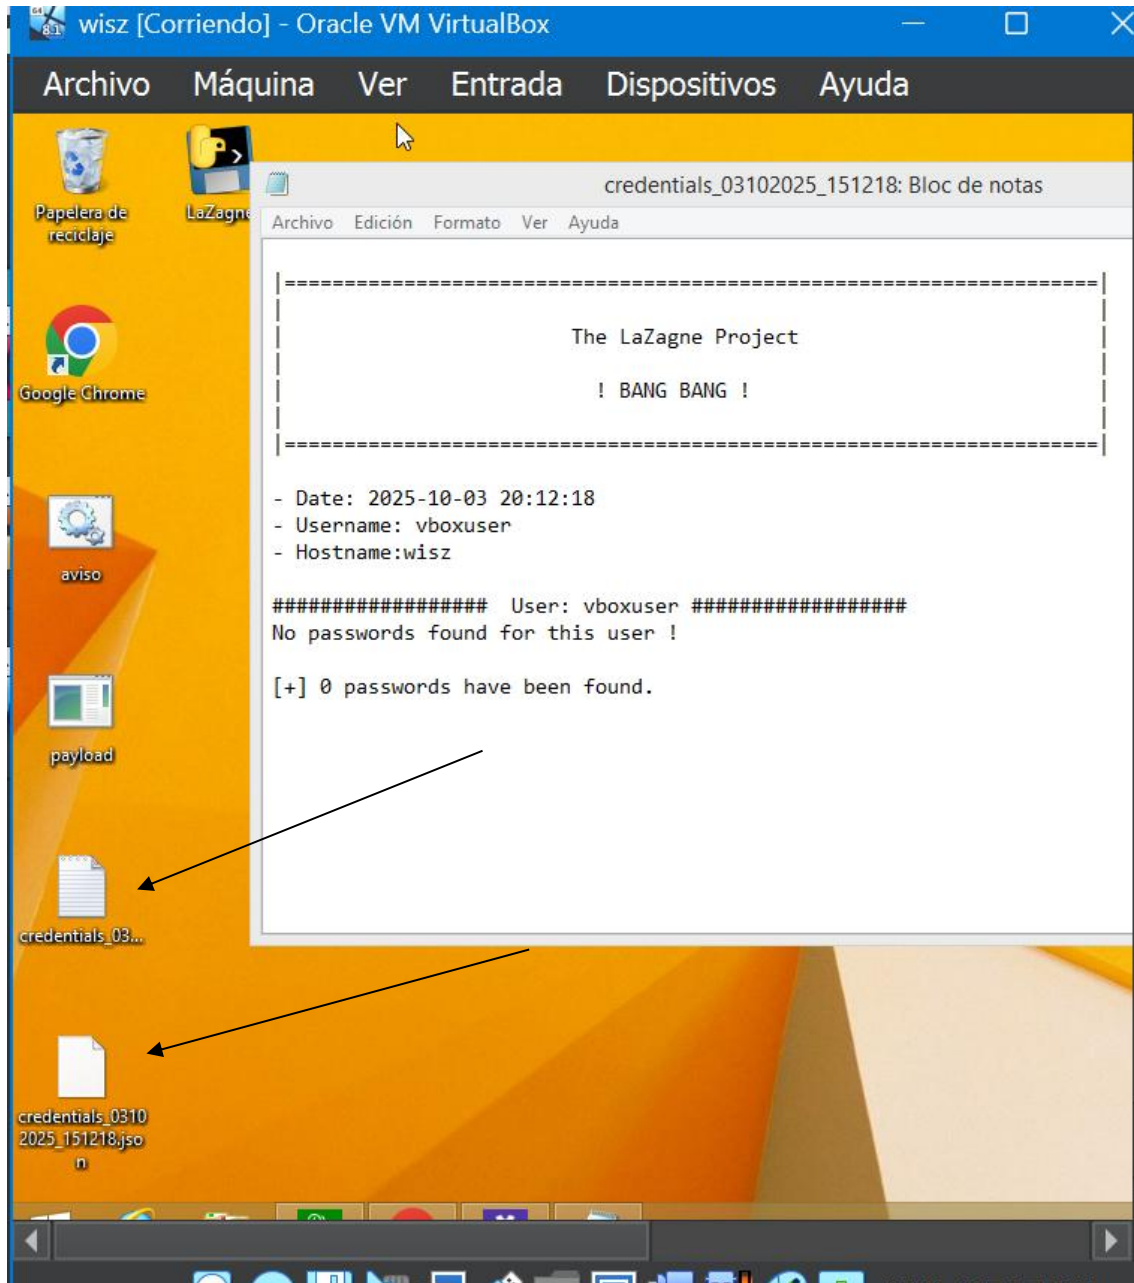 wisz [Corriendo] - Oracle VM VirtualBox
Archivo Máquina Ver Entrada Dispositivos Ayuda
Papelera de
reciclaje
LaZagne
Google Chrome
aviso
payload
credentials_03...
credentials_0310
2025_151218.jso
n
credentials_03102025_151218: Bloc de notas
Archivo Edición Formato Ver Ayuda
|====================================================================|
The LaZagne Project
! BANG BANG !
|====================================================================|
- Date: 2025-10-03 20:12:18
- Username: vboxuser
- Hostname:wisz
################## User: vboxuser ##################
No passwords found for this user !
[+] 0 passwords have been found.